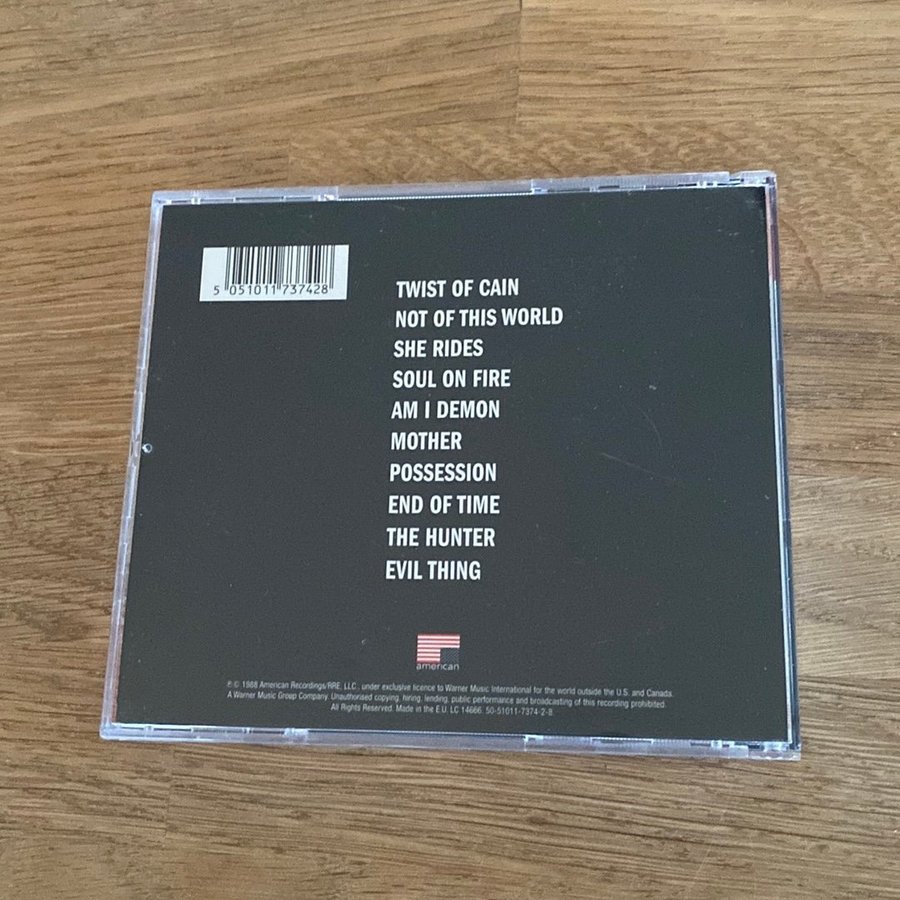 5 051011 737428
TWIST OF CAIN
NOT OF THIS WORLD
SHE RIDES
SOUL ON FIRE
AM I DEMON
MOTHER
POSSESSION
END OF TIME
THE HUNTER
EVIL THING
american
℗ © 1988 American Recordings/RRE, LLC., under exclusive licence to Warner Music International for the world outside the U.S. and Canada.
A Warner Music Group Company. Unauthorised copying, hiring, lending, public performance and broadcasting of this recording prohibited.
All Rights Reserved. Made in the E.U. LC 14666. 50-51011-7374-2-8